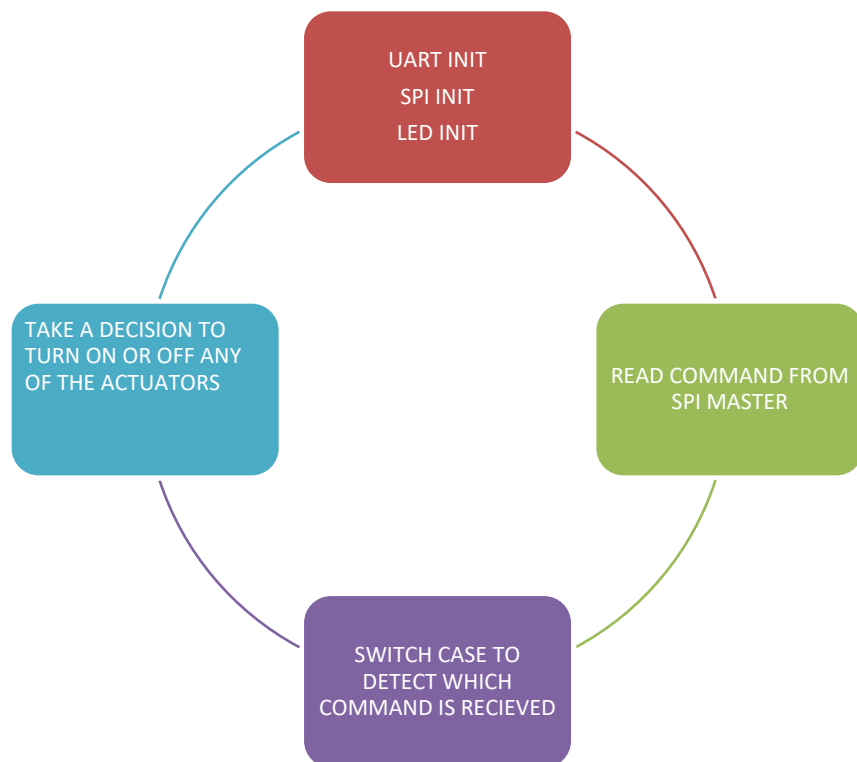 UART INIT
SPI INIT
LED INIT
READ COMMAND FROM
SPI MASTER
SWITCH CASE TO
DETECT WHICH
COMMAND IS RECIEVED
TAKE A DECISION TO
TURN ON OR OFF ANY
OF THE ACTUATORS